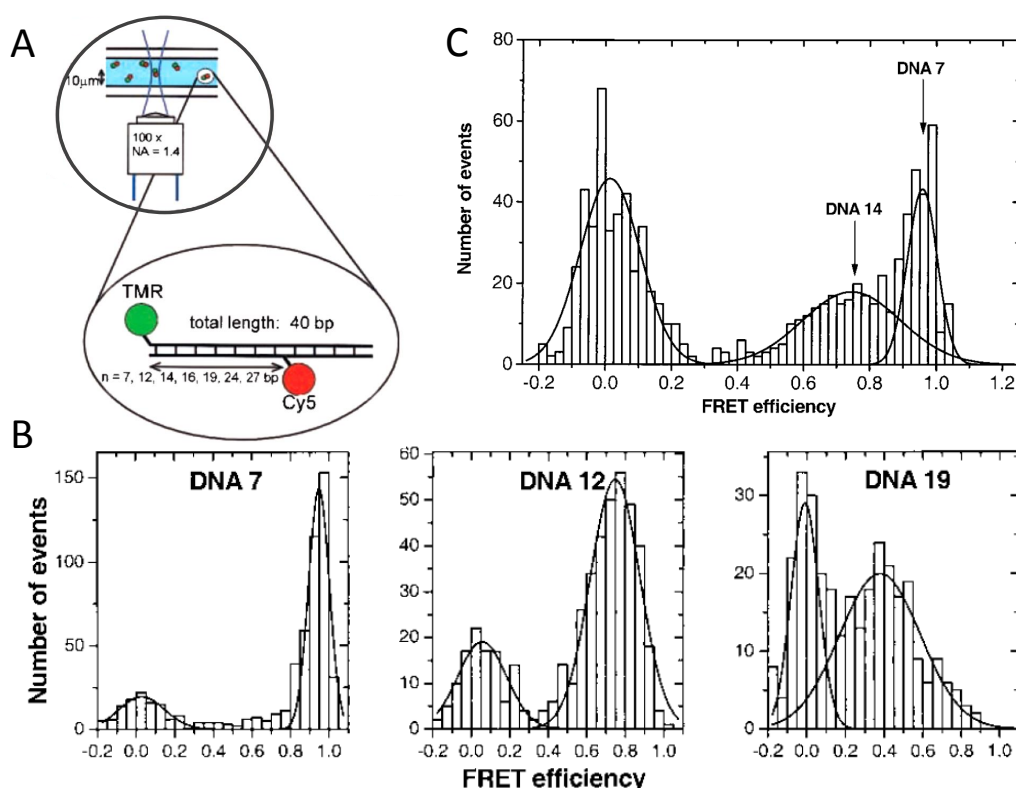 A
10μm
100 x
NA = 1.4
TMR
total length: 40 bp
n = 7, 12, 14, 16, 19, 24, 27 bp
Cy5
C
80
60
40
20
0
Number of events
DNA 7
DNA 14
-0.2 0.0 0.2 0.4 0.6 0.8 1.0 1.2
FRET efficiency
B
Number of events
DNA 7
150
100
50
0
-0.2 0.0 0.2 0.4 0.6 0.8 1.0
DNA 12
60
50
40
30
20
10
0
-0.2 0.0 0.2 0.4 0.6 0.8 1.0
DNA 19
30
20
10
0
-0.2 0.0 0.2 0.4 0.6 0.8 1.0
FRET efficiency